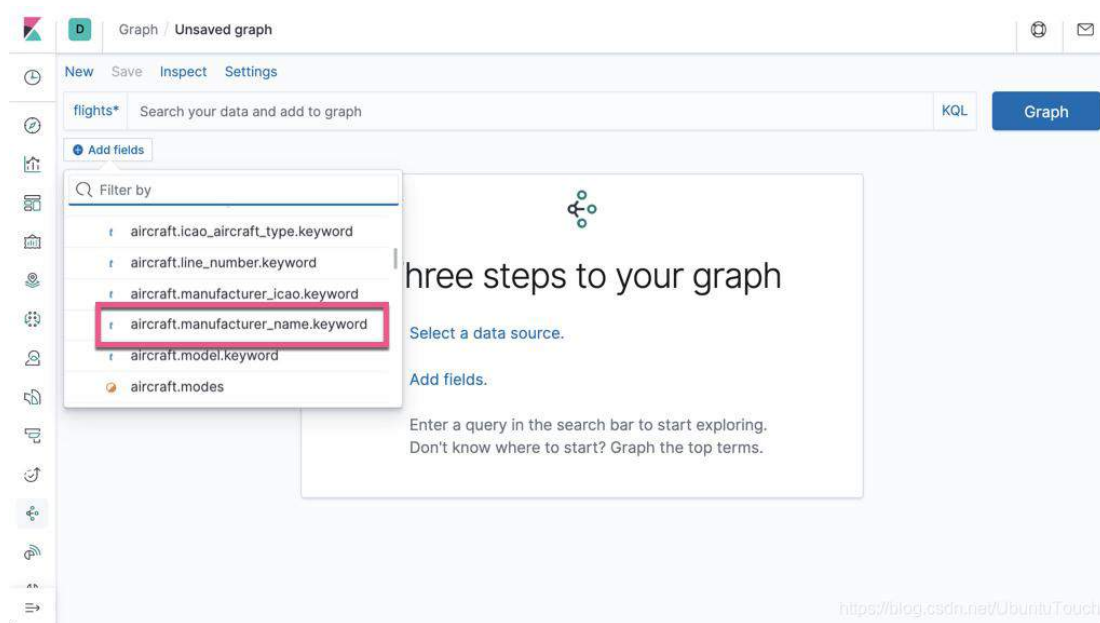 D Graph / Unsaved graph
New Save Inspect Settings
flights* Search your data and add to graph KQL Graph
Add fields
Filter by
t aircraft.icao_aircraft_type.keyword
t aircraft.line_number.keyword
t aircraft.manufacturer_icao.keyword
t aircraft.manufacturer_name.keyword
t aircraft.model.keyword
aircraft.modes
hree steps to your graph
Select a data source.
Add fields.
Enter a query in the search bar to start exploring.
Don't know where to start? Graph the top terms.
https://blog.csdn.net/UbuntuTouch